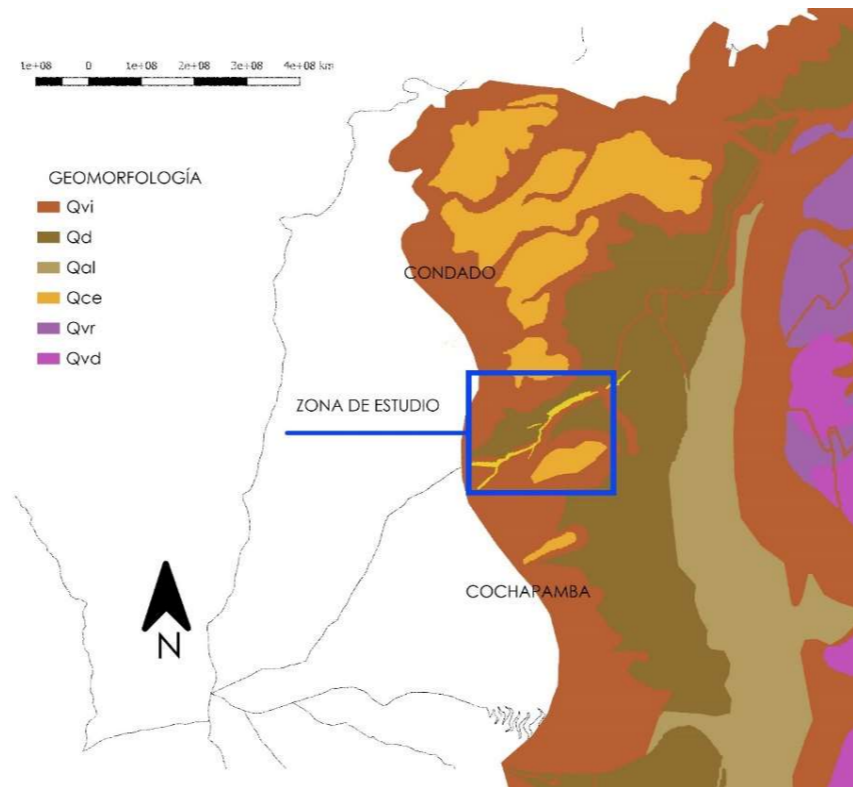 1e+08 0 1e+08 2e+08 3e+08 4e+08 km
GEOMORFOLOGÍA
Qvi
Qd
Qal
Qce
Qvr
Qvd
CONDADO
ZONA DE ESTUDIO
COCHAPAMBA
N